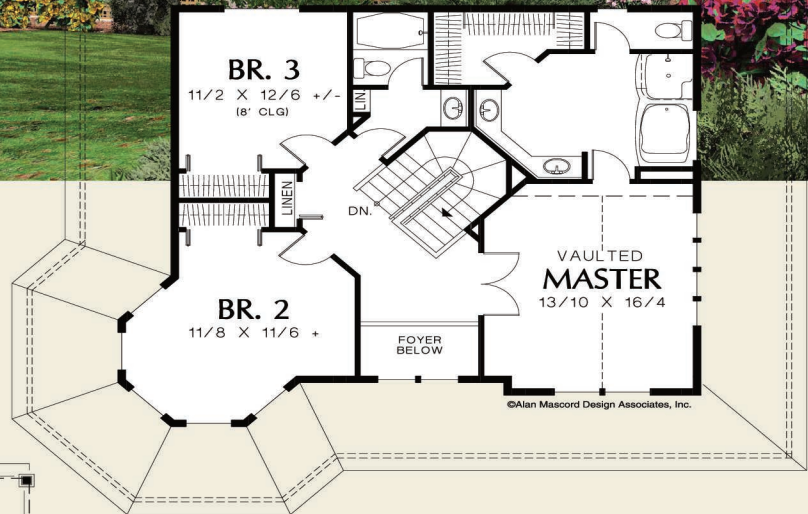 BR. 3
11/2 X 12/6 +/-
(8' CLG)
LIN
LINEN
DN.
VAULTED
MASTER
13/10 X 16/4
BR. 2
11/8 X 11/6 +
FOYER
BELOW
©Alan Mascord Design Associates, Inc.